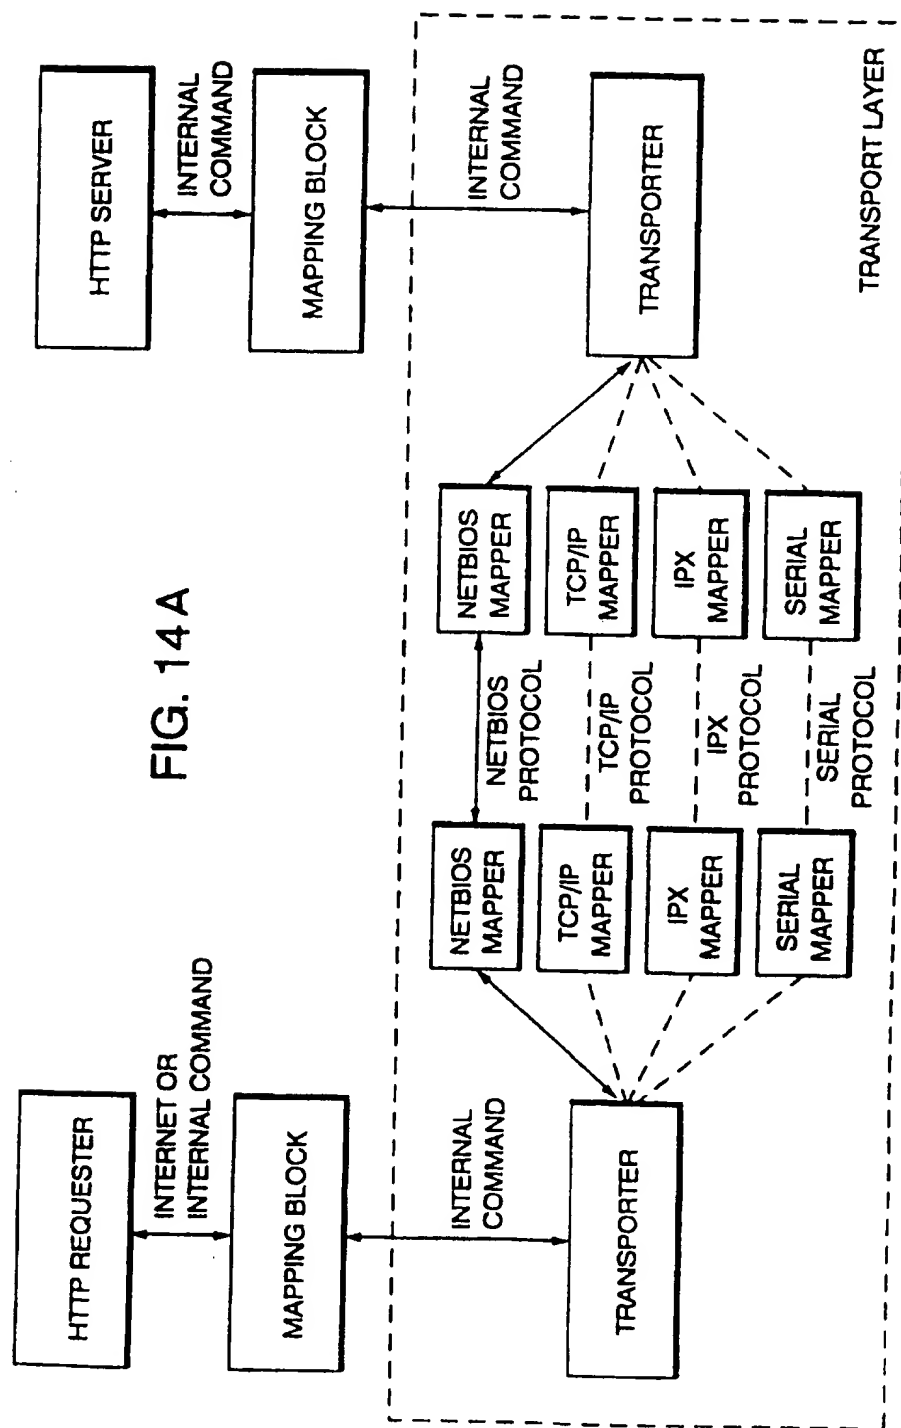 FIG. 14A
HTTP REQUESTER
HTTP SERVER
INTERNET OR
INTERNAL COMMAND
INTERNAL
COMMAND
MAPPING BLOCK
MAPPING BLOCK
INTERNAL
COMMAND
INTERNAL
COMMAND
NETBIOS
MAPPER
NETBIOS
PROTOCOL
NETBIOS
MAPPER
TCP/IP
MAPPER
TCP/IP
PROTOCOL
TCP/IP
MAPPER
TRANSPORTER
TRANSPORTER
IPX
MAPPER
IPX
PROTOCOL
IPX
MAPPER
SERIAL
MAPPER
SERIAL
PROTOCOL
SERIAL
MAPPER
TRANSPORT LAYER